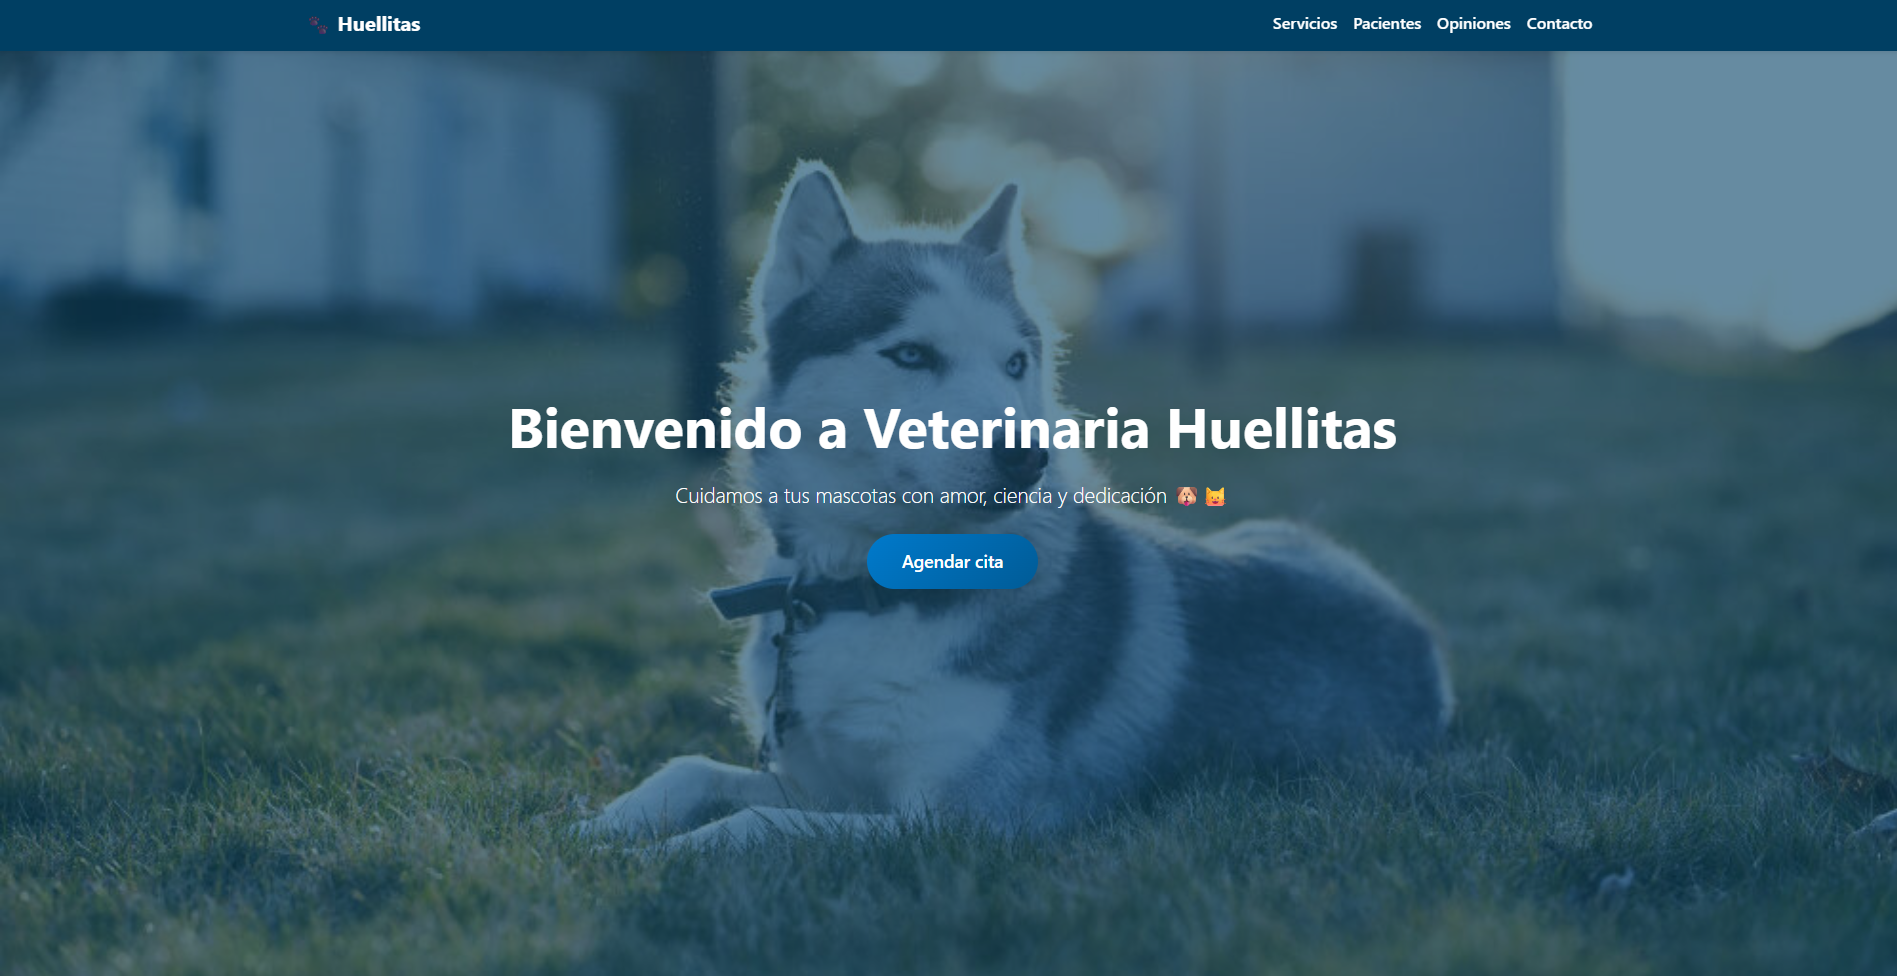 🐾 Huellitas
Servicios Pacientes Opiniones Contacto
Bienvenido a Veterinaria Huellitas
Cuidamos a tus mascotas con amor, ciencia y dedicación 🐶🐱
Agendar cita